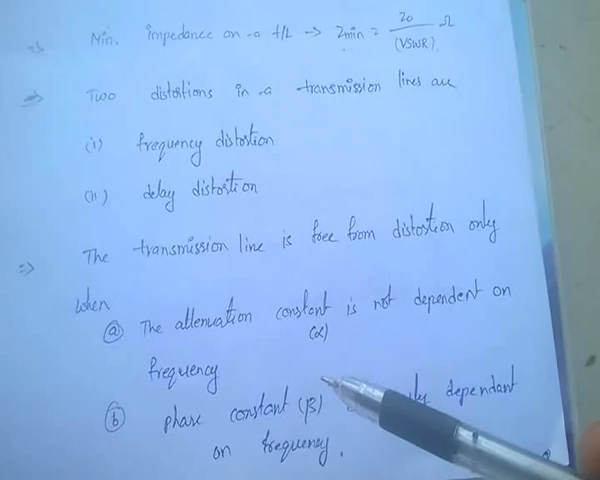 ⇒ Min. impedance on a t/L → Zmin = Z0/(VSWR) Ω
⇒ Two distortions in a transmission lines are
(i) frequency distortion
(ii) delay distortion
⇒ The transmission line is free from distortion only
when
(a) The attenuation constant is not dependent on
(α)
frequency
(b) phase constant (β) dependant
on frequency.